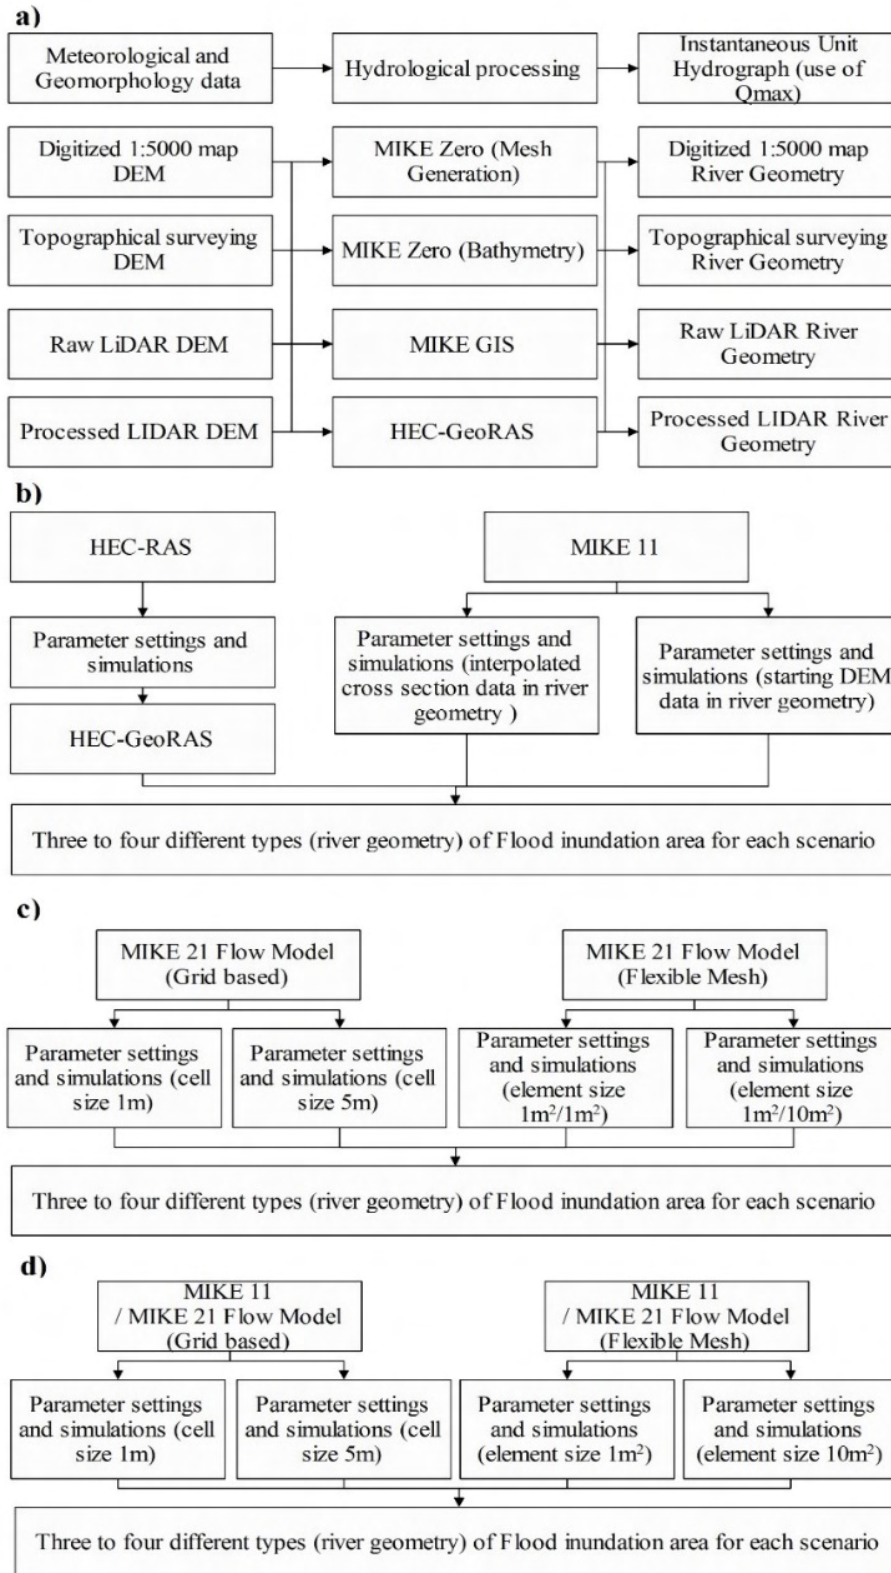 a)
Meteorological and
Geomorphology data
Hydrological processing
Instantaneous Unit
Hydrograph (use of
Qmax)
Digitized 1:5000 map
DEM
MIKE Zero (Mesh
Generation)
Digitized 1:5000 map
River Geometry
Topographical surveying
DEM
MIKE Zero (Bathymetry)
Topographical surveying
River Geometry
Raw LiDAR DEM
MIKE GIS
Raw LiDAR River
Geometry
Processed LIDAR DEM
HEC-GeoRAS
Processed LIDAR River
Geometry
b)
HEC-RAS
MIKE 11
Parameter settings and
simulations
Parameter settings and
simulations (interpolated
cross section data in river
geometry )
Parameter settings and
simulations (starting DEM
data in river geometry)
HEC-GeoRAS
Three to four different types (river geometry) of Flood inundation area for each scenario
c)
MIKE 21 Flow Model
(Grid based)
MIKE 21 Flow Model
(Flexible Mesh)
Parameter settings
and simulations (cell
size 1m)
Parameter settings
and simulations (cell
size 5m)
Parameter settings
and simulations
(element size
1m²/1m²)
Parameter settings
and simulations
(element size
1m²/10m²)
Three to four different types (river geometry) of Flood inundation area for each scenario
d)
MIKE 11
/ MIKE 21 Flow Model
(Grid based)
MIKE 11
/ MIKE 21 Flow Model
(Flexible Mesh)
Parameter settings
and simulations (cell
size 1m)
Parameter settings
and simulations (cell
size 5m)
Parameter settings
and simulations
(element size 1m²)
Parameter settings
and simulations
(element size 10m²)
Three to four different types (river geometry) of Flood inundation area for each scenario